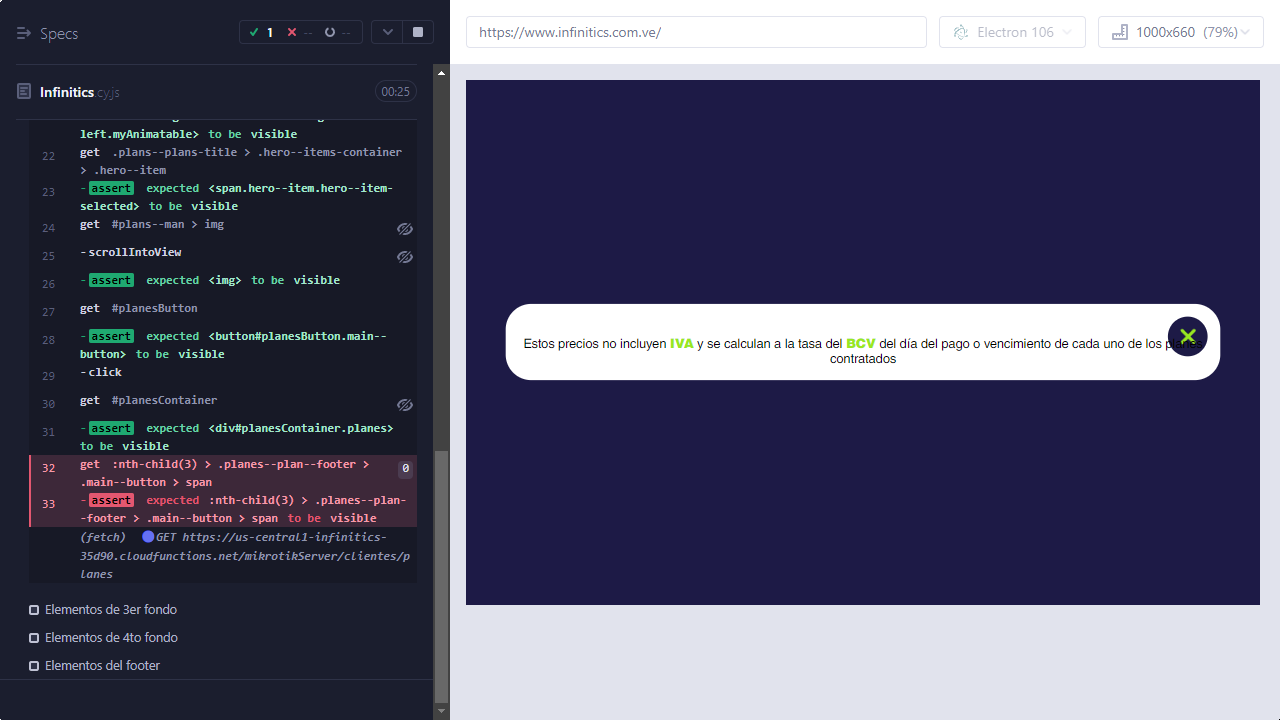 Specs
1
--
--
https://www.infinitics.com.ve/
Electron 106
1000x660 (79%)
Infinitics.cy.js
00:25
left.myAnimatable> to be visible
22 get .plans--plans-title > .hero--items-container
> .hero--item
23 -assert expected <span.hero--item.hero--item-
selected> to be visible
24 get #plans--man > img
25 -scrollIntoView
26 -assert expected <img> to be visible
27 get #planesButton
28 -assert expected <button#planesButton.main--
button> to be visible
29 -click
30 get #planesContainer
31 -assert expected <div#planesContainer.planes>
to be visible
32 get :nth-child(3) > .planes--plan--footer >
.main--button > span
0
33 -assert expected :nth-child(3) > .planes--plan-
-footer > .main--button > span to be visible
(fetch) GET https://us-central1-infinitics-
35d90.cloudfunctions.net/mikrotikServer/clientes/p
lanes
Elementos de 3er fondo
Elementos de 4to fondo
Elementos del footer
Estos precios no incluyen IVA y se calculan a la tasa del BCV del día del pago o vencimiento de cada uno de los planes
contratados